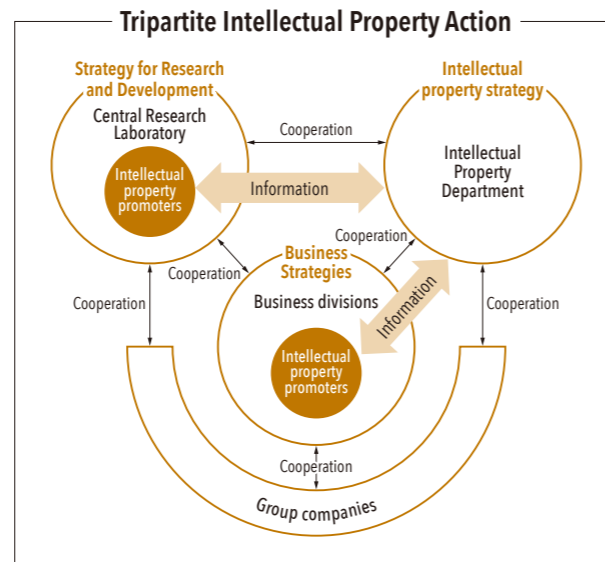 Tripartite Intellectual Property Action
Strategy for Research
and Development
Central Research
Laboratory
Intellectual
property
promoters
Cooperation
Information
Intellectual
property strategy
Intellectual
Property
Department
Cooperation
Cooperation
Business
Strategies
Business divisions
Information
Intellectual
property
promoters
Cooperation
Cooperation
Cooperation
Group companies